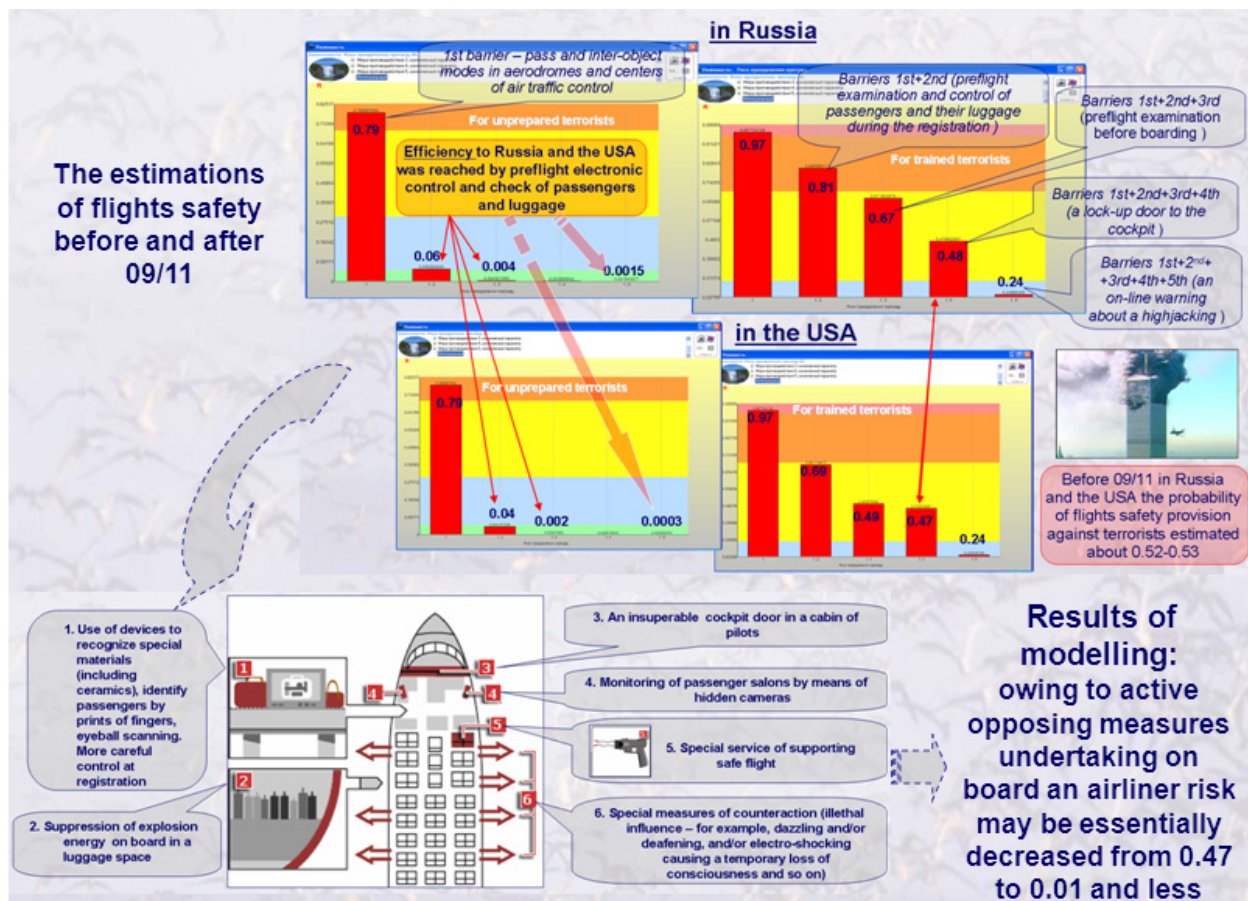 in Russia
1st barrier – pass and inter-object
modes in aerodromes and centers
of air traffic control
For unprepared terrorists
0.79
Efficiency to Russia and the USA
was reached by preflight electronic
control and check of passengers
and luggage
0.06
0.004
0.0015
Barriers 1st+2nd (preflight
examination and control of
passengers and their luggage
during the registration )
Barriers 1st+2nd+3rd
(preflight examination
before boarding )
For trained terrorists
0.97
0.81
0.67
0.48
0.24
Barriers 1st+2nd+3rd+4th
(a lock-up door to the
cockpit )
Barriers 1st+2nd+
+3rd+4th+5th (an
on-line warning
about a highjacking )
The estimations
of flights safety
before and after
09/11
in the USA
For unprepared terrorists
0.79
0.04
0.002
0.0003
For trained terrorists
0.97
0.69
0.49
0.47
0.24
Before 09/11 in Russia
and the USA the probability
of flights safety provision
against terrorists estimated
about 0.52-0.53
1. Use of devices to
recognize special
materials
(including
ceramics), identify
passengers by
prints of fingers,
eyeball scanning.
More careful
control at
registration
2. Suppression of explosion
energy on board in a
luggage space
1
2
3
4
4
5
6
3. An insuperable cockpit door in a cabin of
pilots
4. Monitoring of passenger salons by means of
hidden cameras
5. Special service of supporting
safe flight
6. Special measures of counteraction (illethal
influence – for example, dazzling and/or
deafening, and/or electro-shocking
causing a temporary loss of
consciousness and so on)
Results of
modelling:
owing to active
opposing measures
undertaking on
board an airliner risk
may be essentially
decreased from 0.47
to 0.01 and less